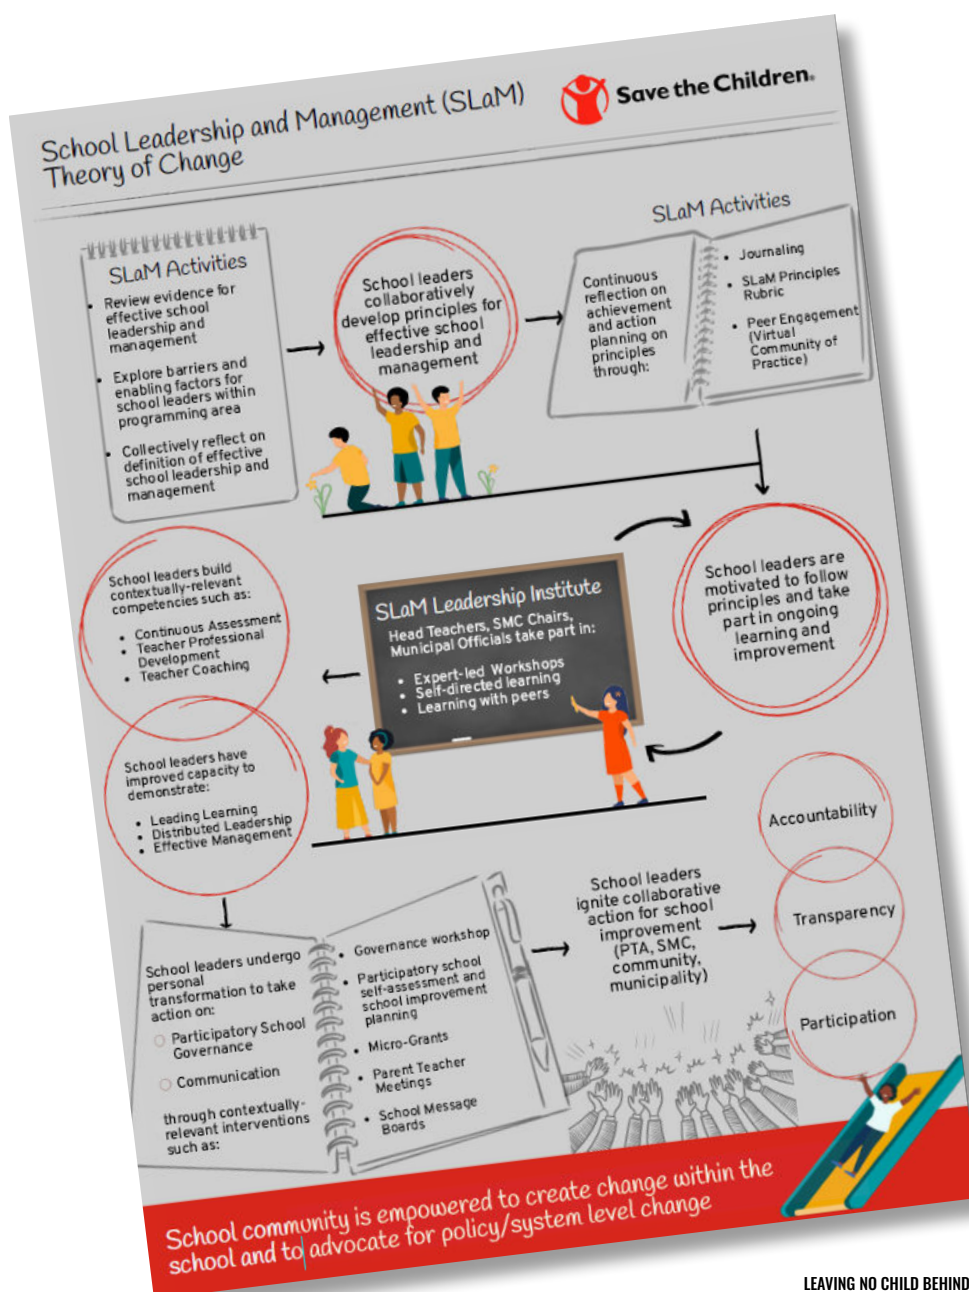 School Leadership and Management (SLaM)
Theory of Change
Save the Children®
SLaM Activities
• Review evidence for
effective school
leadership and
management
• Explore barriers and
enabling factors for
school leaders within
programming area
• Collectively reflect on
definition of effective
school leadership and
management
School leaders
collaboratively
develop principles for
effective school
leadership and
management
SLaM Activities
Continuous
reflection on
achievement
and action
planning on
principles
through:
• Journaling
• SLaM Principles
Rubric
• Peer Engagement
(Virtual
Community of
Practice)
School leaders are
motivated to follow
principles and take
part in ongoing
learning and
improvement
SLaM Leadership Institute
Head Teachers, SMC Chairs,
Municipal Officials take part in:
• Expert-led Workshops
• Self-directed learning
• Learning with peers
School leaders build
contextually-relevant
competencies such as:
• Continuous Assessment
• Teacher Professional
Development
• Teacher Coaching
School leaders have
improved capacity to
demonstrate:
• Leading Learning
• Distributed Leadership
• Effective Management
School leaders undergo
personal
transformation to take
action on:
Participatory School
Governance
Communication
through contextually-
relevant interventions
such as:
• Governance workshop
• Participatory school
self-assessment and
school improvement
planning
• Micro-Grants
• Parent Teacher
Meetings
• School Message
Boards
School leaders
ignite collaborative
action for school
improvement
(PTA, SMC,
community,
municipality)
Accountability
Transparency
Participation
School community is empowered to create change within the
school and to advocate for policy/system level change
LEAVING NO CHILD BEHIND